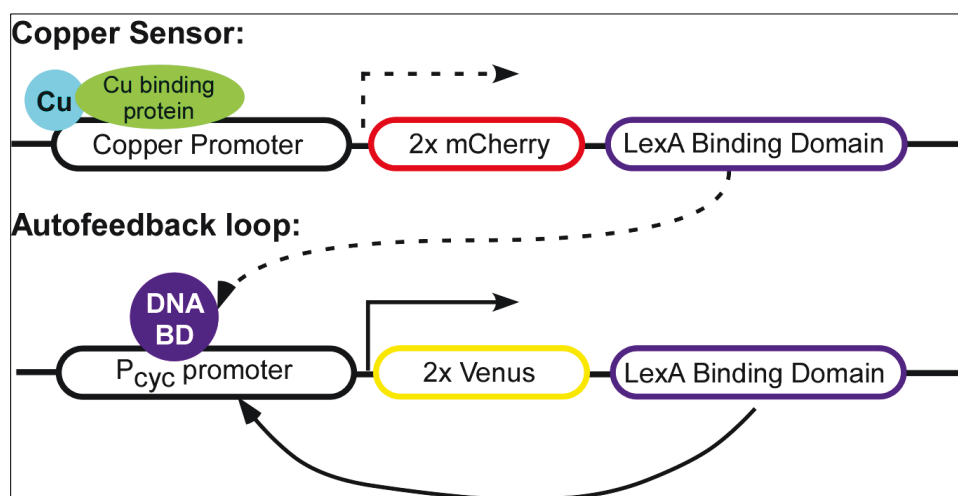 Copper Sensor:
Cu
Cu binding
protein
Copper Promoter
2x mCherry
LexA Binding Domain
Autofeedback loop:
DNA
BD
Pcyc promoter
2x Venus
LexA Binding Domain